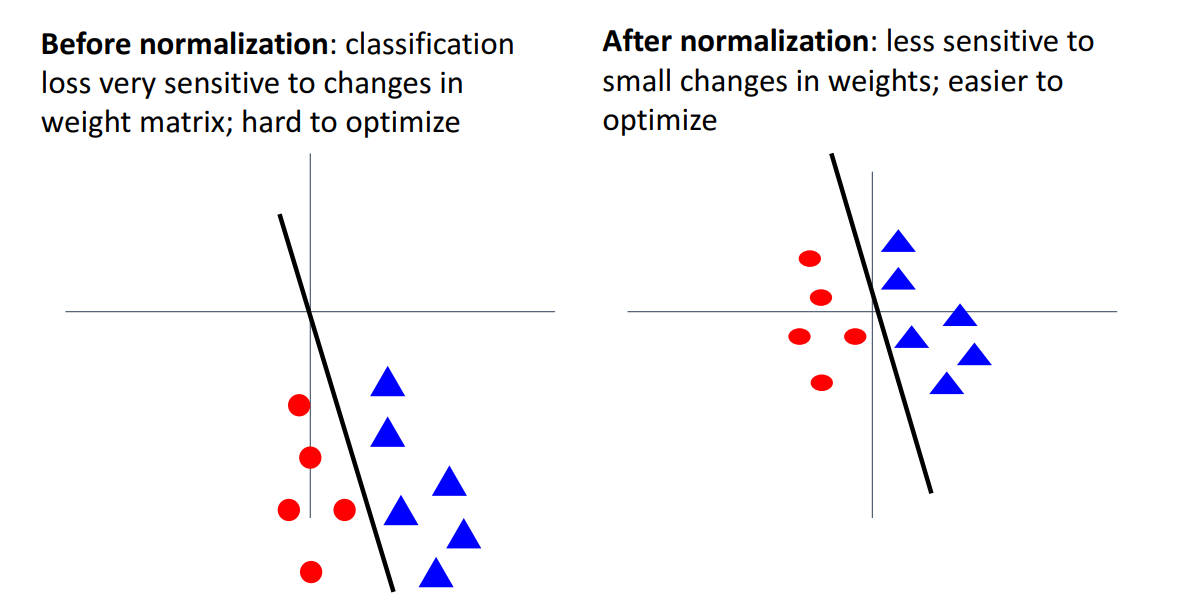 Before normalization: classification
loss very sensitive to changes in
weight matrix; hard to optimize
After normalization: less sensitive to
small changes in weights; easier to
optimize